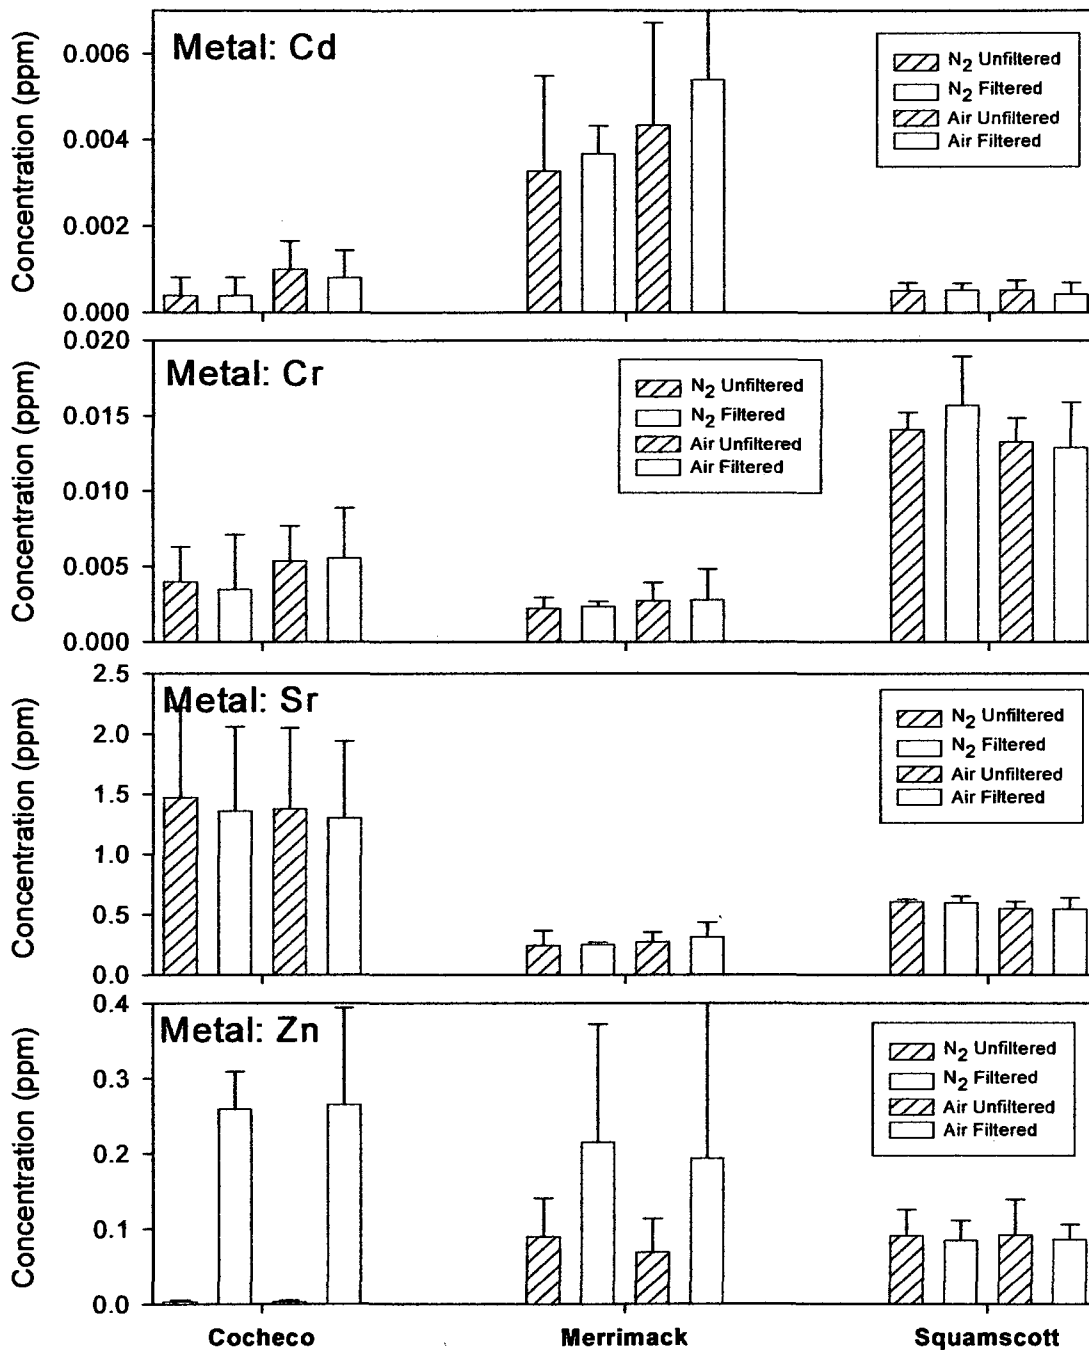 Concentration (ppm)
0.006
0.004
0.002
0.000
Metal: Cd
N2 Unfiltered
N2 Filtered
Air Unfiltered
Air Filtered
Concentration (ppm)
0.020
0.015
0.010
0.005
0.000
Metal: Cr
N2 Unfiltered
N2 Filtered
Air Unfiltered
Air Filtered
Concentration (ppm)
2.5
2.0
1.5
1.0
0.5
0.0
Metal: Sr
N2 Unfiltered
N2 Filtered
Air Unfiltered
Air Filtered
Concentration (ppm)
0.4
0.3
0.2
0.1
0.0
Metal: Zn
N2 Unfiltered
N2 Filtered
Air Unfiltered
Air Filtered
Cocheco Merrimack Squamscott